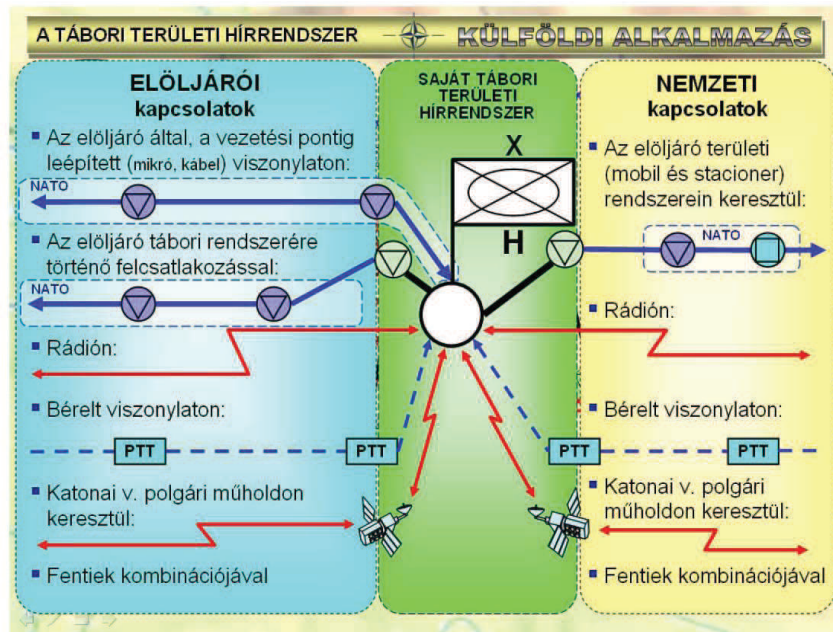 A TÁBORI TERÜLETI HÍRRENDSZER
KÜLFÖLDI ALKALMAZÁS
ELÖLJÁRÓI
kapcsolatok
▪ Az elöljáró által, a vezetési pontig
leépített (mikró, kábel) viszonylaton:
NATO
▪ Az elöljáró tábori rendszerére
történő felcsatlakozással:
NATO
▪ Rádión:
▪ Bérelt viszonylaton:
PTT
PTT
▪ Katonai v. polgári műholdon
keresztül:
▪ Fentiek kombinációjával
SAJÁT TÁBORI
TERÜLETI
HÍRRENDSZER
X
H
NEMZETI
kapcsolatok
▪ Az elöljáró területi
(mobil és stacioner)
rendszerein keresztül:
NATO
▪ Rádión:
▪ Bérelt viszonylaton:
PTT
PTT
▪ Katonai v. polgári
műholdon keresztül:
▪ Fentiek kombinációjával